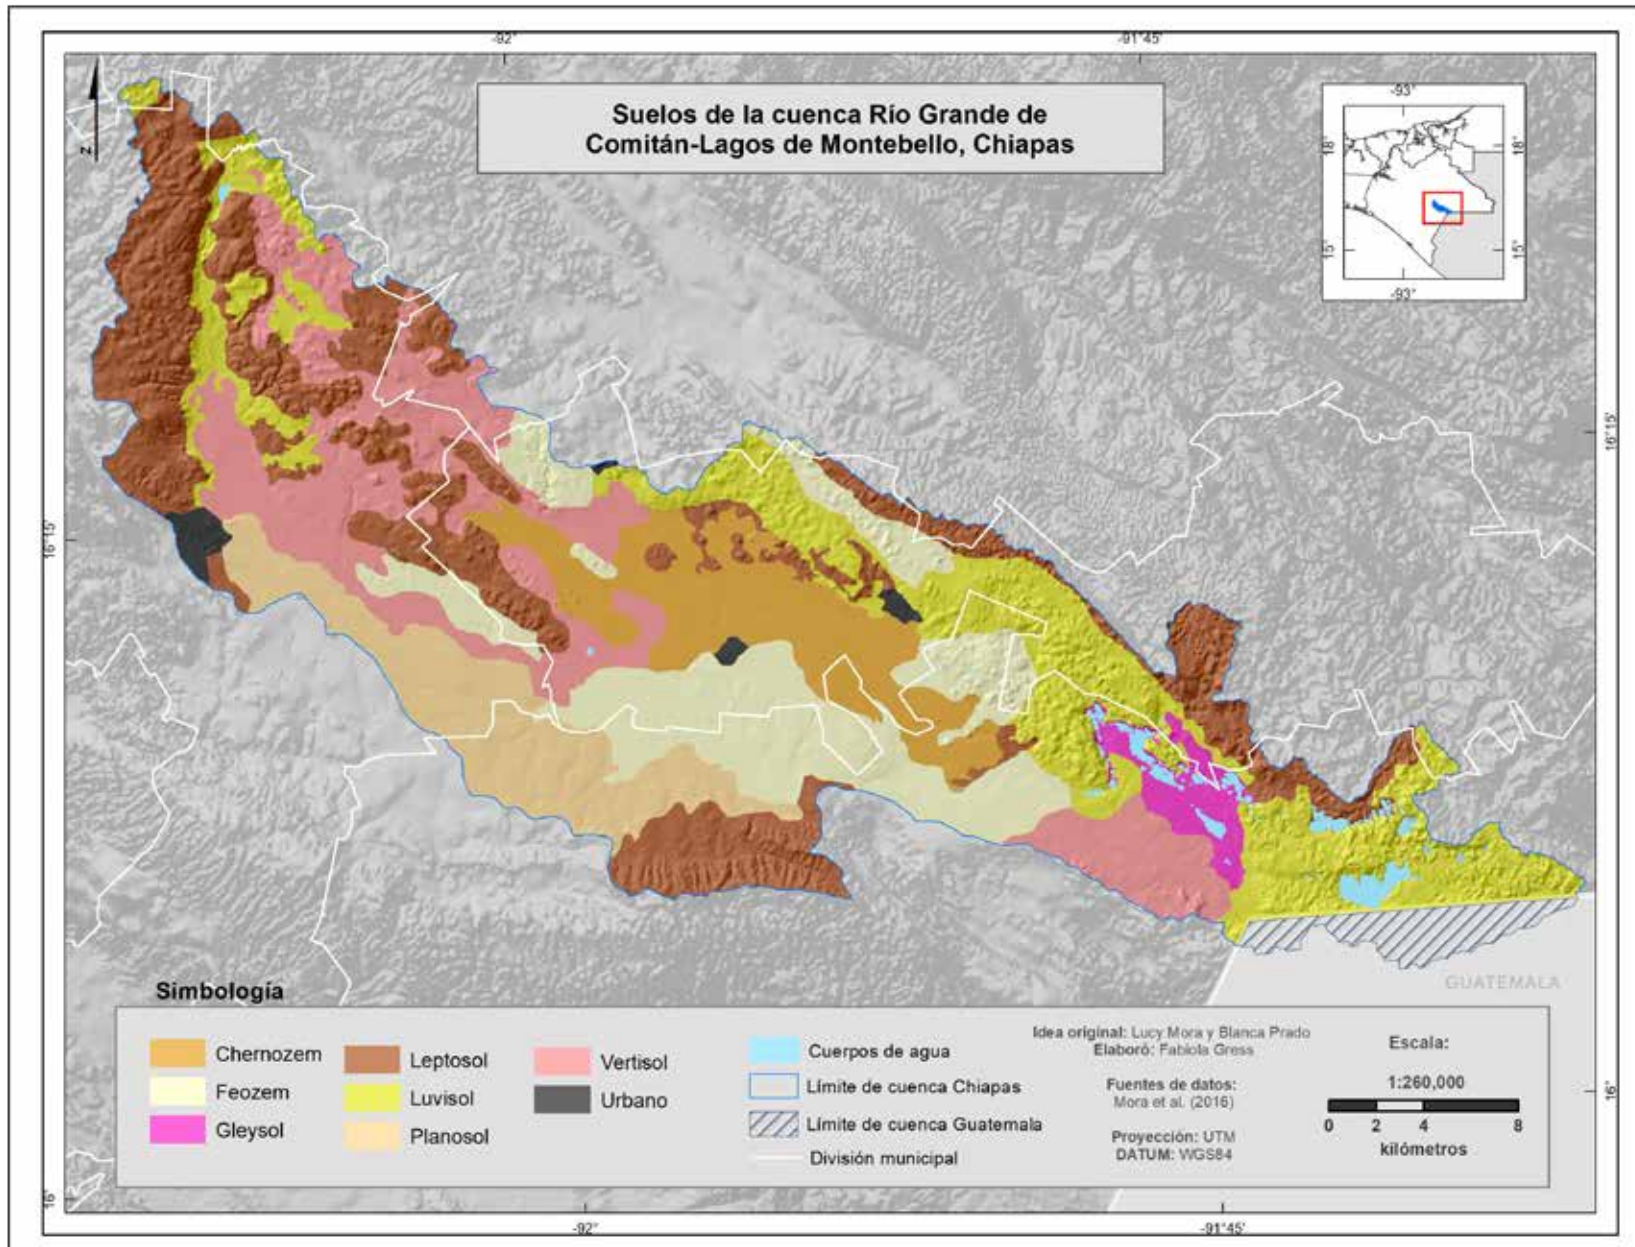 -92°
-91°45'
Suelos de la cuenca Río Grande de
Comitán-Lagos de Montebello, Chiapas
-93°
18°
18°
15°
15°
-93°
z
16°15'
16°15'
GUATEMALA
Simbología
Chernozem
Feozem
Gleysol
Leptosol
Luvisol
Planosol
Vertisol
Urbano
Cuerpos de agua
Límite de cuenca Chiapas
Límite de cuenca Guatemala
División municipal
Idea original: Lucy Mora y Blanca Prado
Elaboró: Fabiola Gress
Fuentes de datos:
Mora et al. (2016)
Proyección: UTM
DATUM: WGS84
Escala:
1:260,000
0 2 4 8
kilómetros
16°
16°
-92°
-91°45'